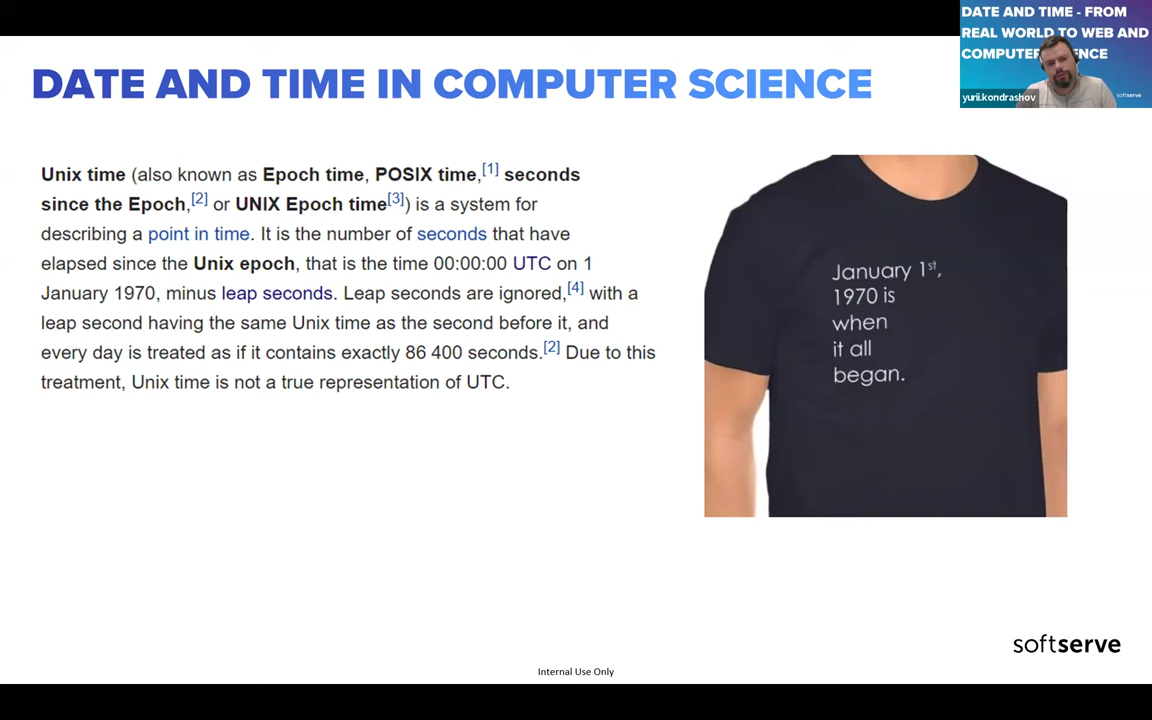 DATE AND TIME - FROM
REAL WORLD TO WEB AND
yurii.kondrashov
softserve
DATE AND TIME IN COMPUTER SCIENCE
Unix time (also known as Epoch time, POSIX time,[1] seconds
since the Epoch,[2] or UNIX Epoch time[3]) is a system for
describing a point in time. It is the number of seconds that have
elapsed since the Unix epoch, that is the time 00:00:00 UTC on 1
January 1970, minus leap seconds. Leap seconds are ignored,[4] with a
leap second having the same Unix time as the second before it, and
every day is treated as if it contains exactly 86 400 seconds.[2] Due to this
treatment, Unix time is not a true representation of UTC.
January 1st,
1970 is
when
it all
began.
softserve
Internal Use Only